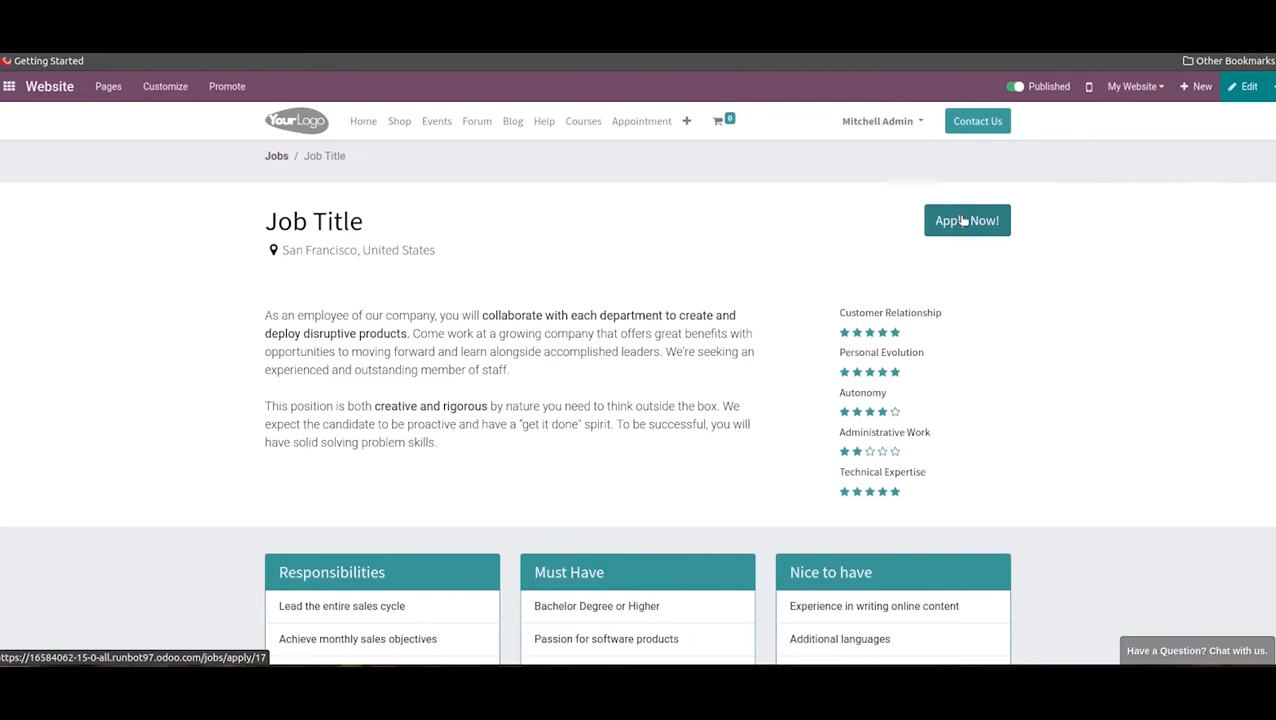 Getting Started
Other Bookmarks
Website Pages Customize Promote
Published My Website New Edit
YourLogo Home Shop Events Forum Blog Help Courses Appointment 0 Mitchell Admin Contact Us
Jobs / Job Title
Job Title
Apply Now!
San Francisco, United States
As an employee of our company, you will collaborate with each department to create and
deploy disruptive products. Come work at a growing company that offers great benefits with
opportunities to moving forward and learn alongside accomplished leaders. We're seeking an
experienced and outstanding member of staff.
This position is both creative and rigorous by nature you need to think outside the box. We
expect the candidate to be proactive and have a "get it done" spirit. To be successful, you will
have solid solving problem skills.
Customer Relationship
Personal Evolution
Autonomy
Administrative Work
Technical Expertise
Responsibilities
Lead the entire sales cycle
Achieve monthly sales objectives
Must Have
Bachelor Degree or Higher
Passion for software products
Nice to have
Experience in writing online content
Additional languages
Have a Question? Chat with us.
ttps://16584062-15-0-all.runbot97.odoo.com/jobs/apply/17